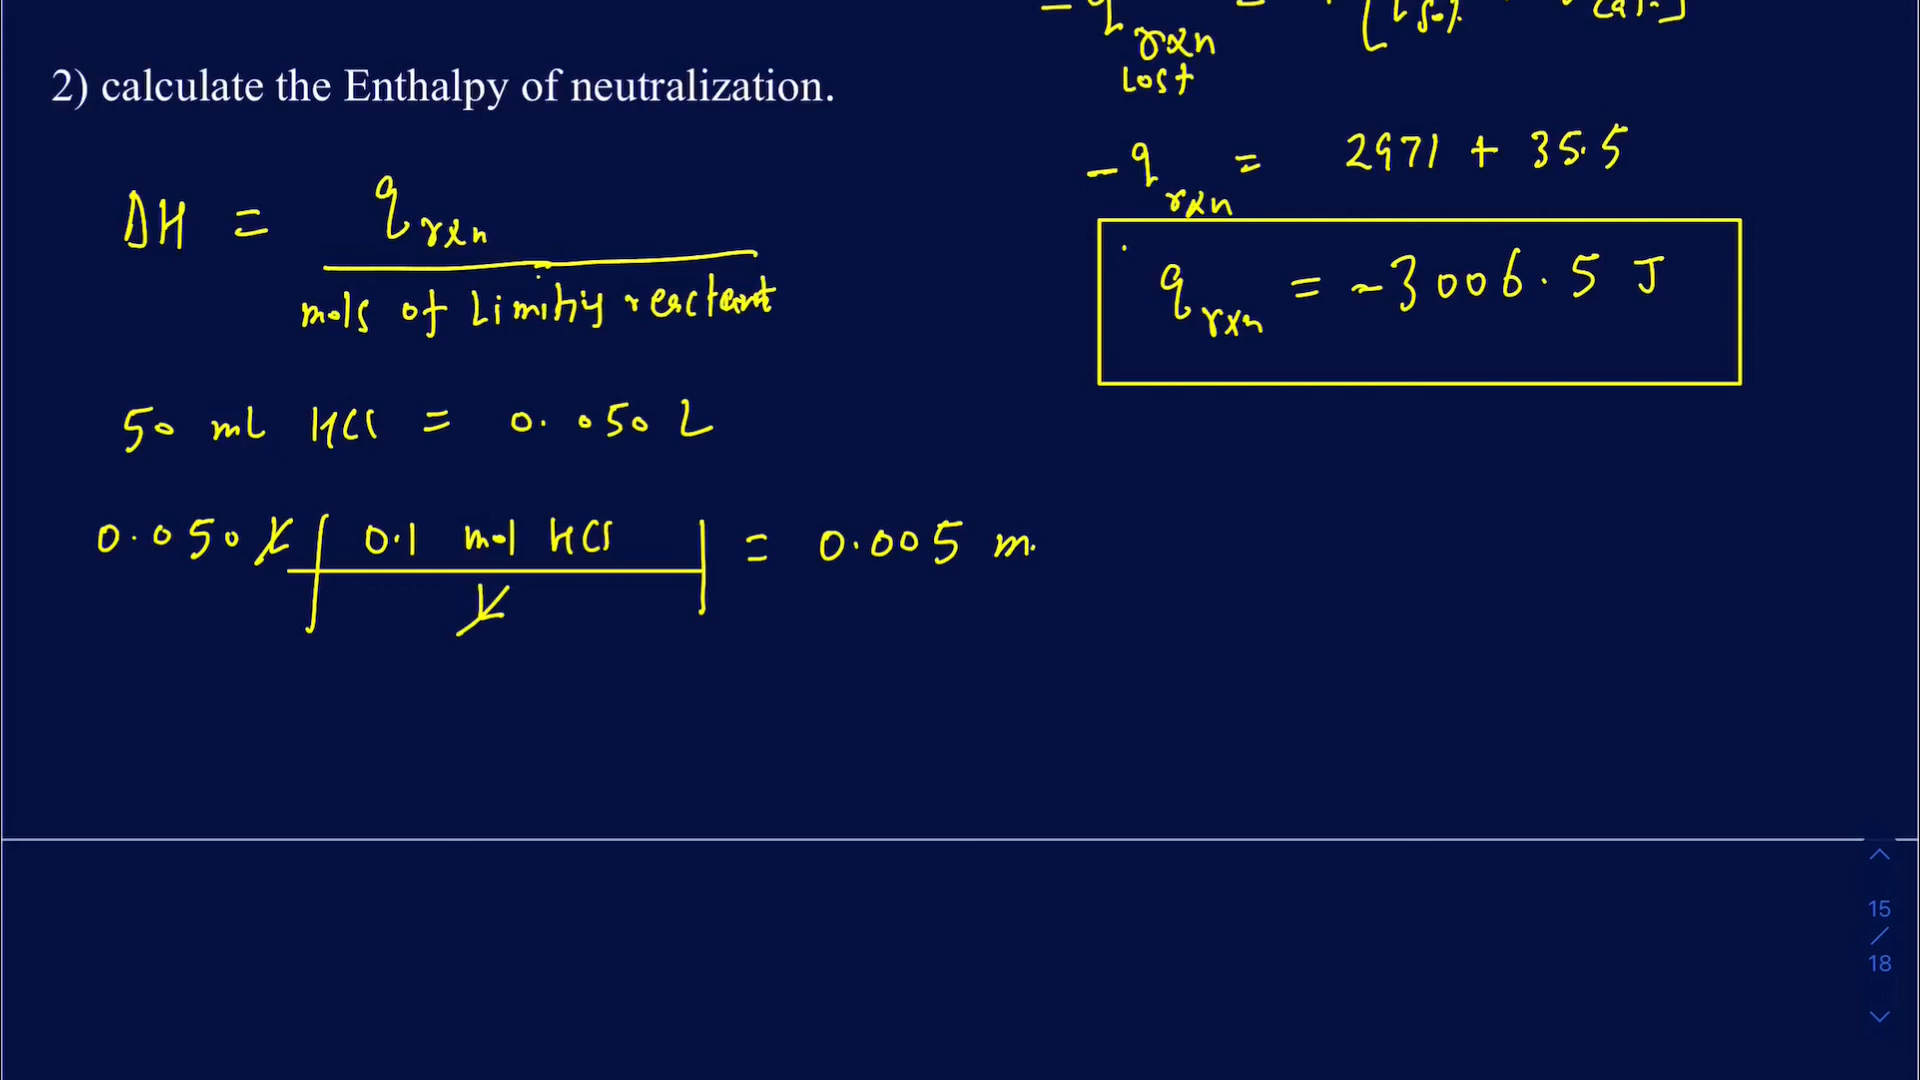 2) calculate the Enthalpy of neutralization.
ΔH = q rxn
mols of Limiting reactant
50 mL HCl = 0.050 L
0.050 L | 0.1 mol HCl | = 0.005 m
L
- q rxn =
Lost
- q rxn = 2971 + 35.5
q rxn = -3006.5 J
15
/
18